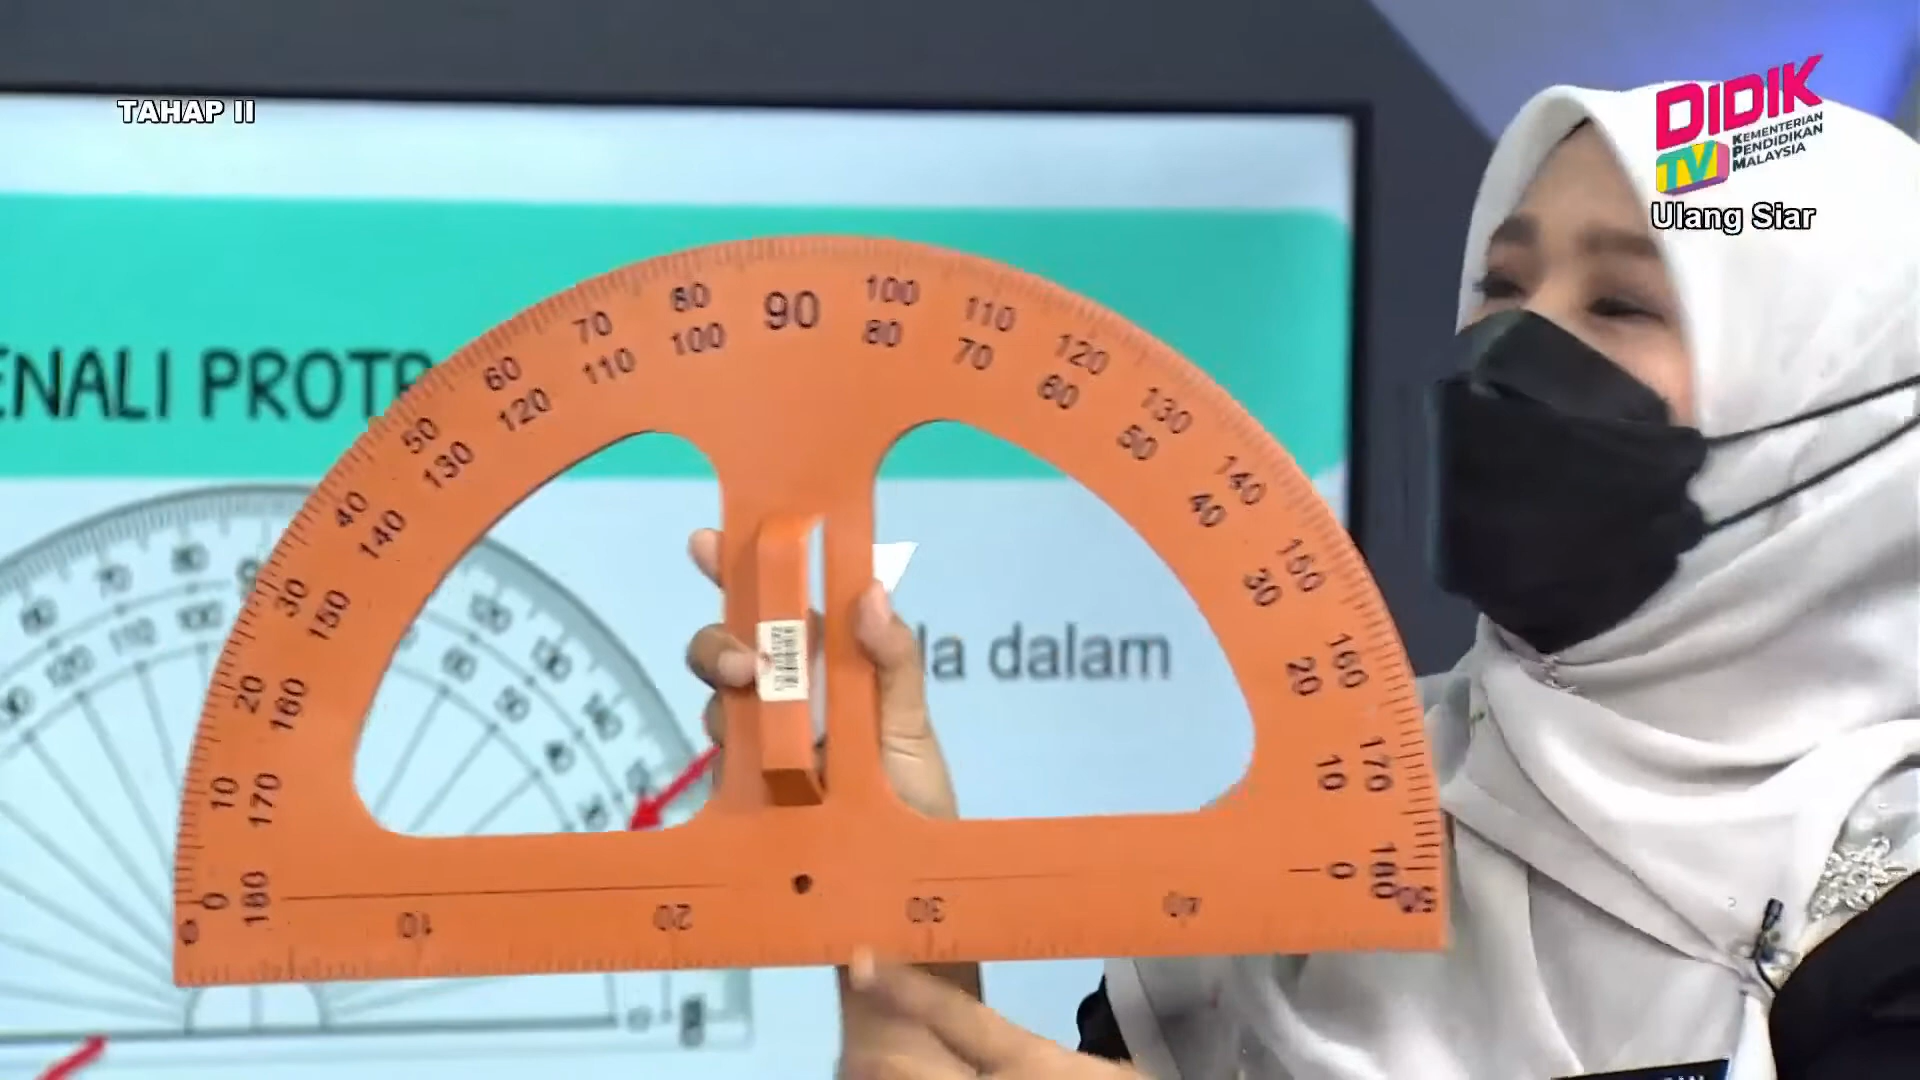 TAHAP II
DIDIK
TV
KEMENTERIAN
PENDIDIKAN
MALAYSIA
Ulang Siar
ENALI PROTR
la dalam
90
80 100
70 110
60 120
50 130
40 140
30 150
20 160
10 170
0 180
100 80
110 70
120 60
130 50
140 40
150 30
160 20
170 10
180 0
0 10 20 30 40 50